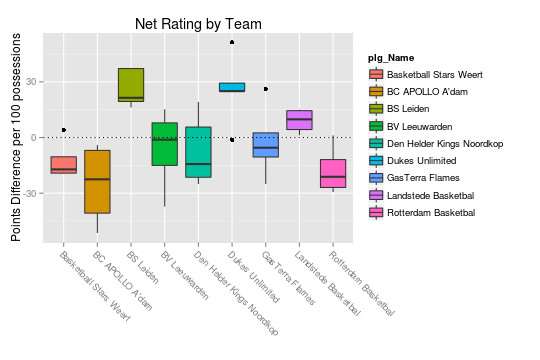 Net Rating by Team
Points Difference per 100 possessions
30
0
-30
Basketball Stars Weert
BC APOLLO A'dam
BS Leiden
BV Leeuwarden
Den Helder Kings Noordkop
Dukes Unlimited
GasTerra Flames
Landstede Basketbal
Rotterdam Basketbal
plg_Name
Basketball Stars Weert
BC APOLLO A'dam
BS Leiden
BV Leeuwarden
Den Helder Kings Noordkop
Dukes Unlimited
GasTerra Flames
Landstede Basketbal
Rotterdam Basketbal